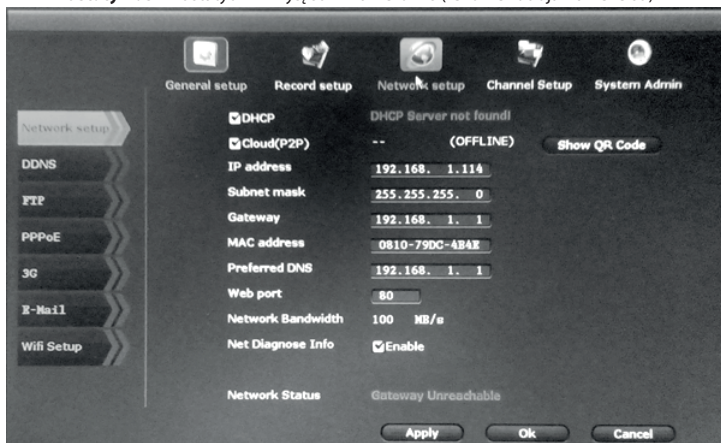 General setup Record setup Network setup Channel Setup System Admin
Network setup
DDNS
FTP
PPPoE
3G
E-Mail
Wifi Setup
DHCP DHCP Server not found!
Cloud(P2P) -- (OFFLINE) Show QR Code
IP address 192.168. 1.114
Subnet mask 255.255.255. 0
Gateway 192.168. 1. 1
MAC address 0810-79DC-4B4E
Preferred DNS 192.168. 1. 1
Web port 80
Network Bandwidth 100 MB/s
Net Diagnose Info Enable
Network Status Gateway Unreachable
Apply Ok Cancel